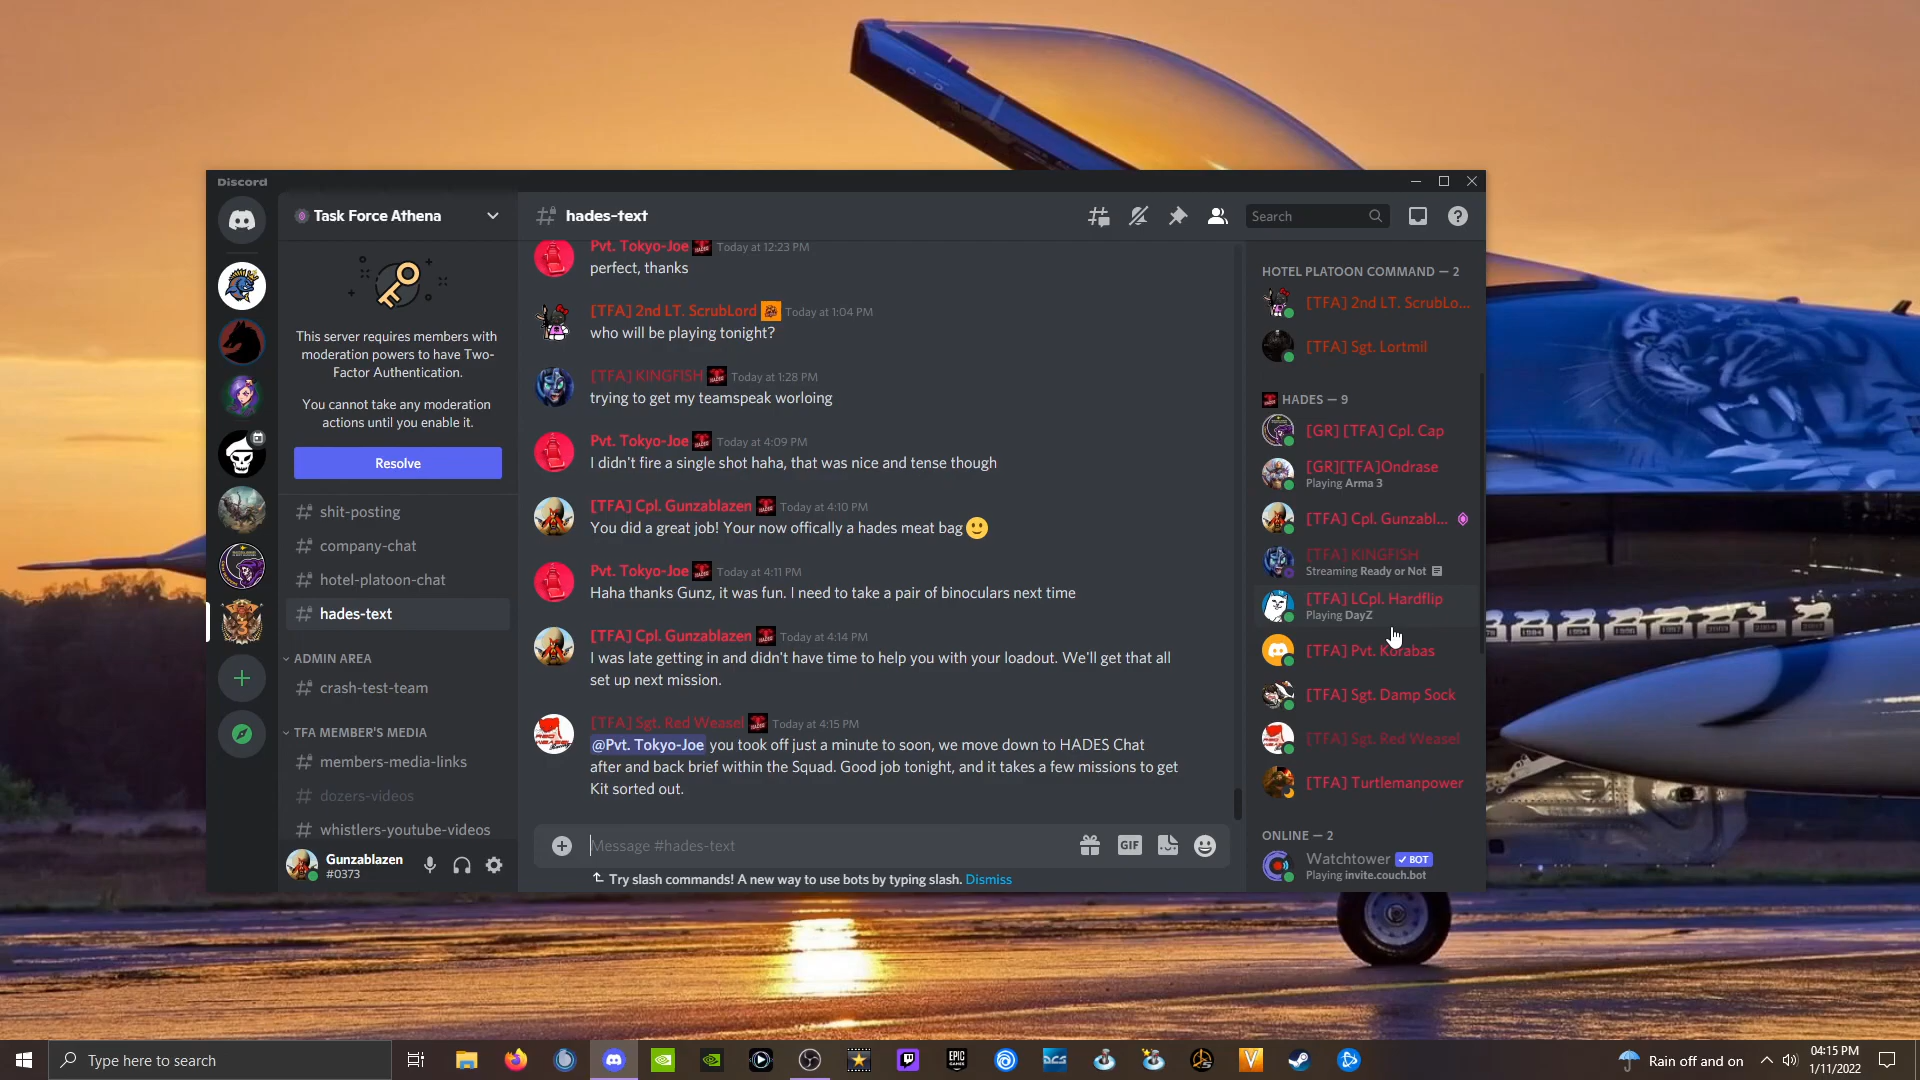 Discord
Task Force Athena
This server requires members with
moderation powers to have Two-
Factor Authentication.
You cannot take any moderation
actions until you enable it.
Resolve
shit-posting
company-chat
hotel-platoon-chat
hades-text
ADMIN AREA
crash-test-team
TFA MEMBER'S MEDIA
members-media-links
dozers-videos
whistlers-youtube-videos
Gunzablazen
#0373
hades-text
Search
Pvt. Tokyo-Joe HADES Today at 12:23 PM
perfect, thanks
[TFA] 2nd LT. ScrubLord Today at 1:04 PM
who will be playing tonight?
[TFA] KINGFISH HADES Today at 1:28 PM
trying to get my teamspeak worloing
Pvt. Tokyo-Joe HADES Today at 4:09 PM
I didn't fire a single shot haha, that was nice and tense though
[TFA] Cpl. Gunzablazen HADES Today at 4:10 PM
You did a great job! Your now offically a hades meat bag
Pvt. Tokyo-Joe HADES Today at 4:11 PM
Haha thanks Gunz, it was fun. I need to take a pair of binoculars next time
[TFA] Cpl. Gunzablazen HADES Today at 4:14 PM
I was late getting in and didn't have time to help you with your loadout. We'll get that all
set up next mission.
[TFA] Sgt. Red Weasel HADES Today at 4:15 PM
@Pvt. Tokyo-Joe you took off just a minute to soon, we move down to HADES Chat
after and back brief within the Squad. Good job tonight, and it takes a few missions to get
Kit sorted out.
Message #hades-text
GIF
Try slash commands! A new way to use bots by typing slash. Dismiss
HOTEL PLATOON COMMAND — 2
[TFA] 2nd LT. ScrubLo...
[TFA] Sgt. Lortmil
HADES — 9
[GR] [TFA] Cpl. Cap
[GR][TFA]Ondrase
Playing Arma 3
[TFA] Cpl. Gunzabl...
[TFA] KINGFISH
Streaming Ready or Not
[TFA] LCpl. Hardflip
Playing DayZ
[TFA] Pvt. Korabas
[TFA] Sgt. Damp Sock
[TFA] Sgt. Red Weasel
[TFA] Turtlemanpower
ONLINE — 2
Watchtower BOT
Playing invite.couch.bot
Type here to search
EPIC GAMES
DCS
Rain off and on
04:15 PM
1/11/2022